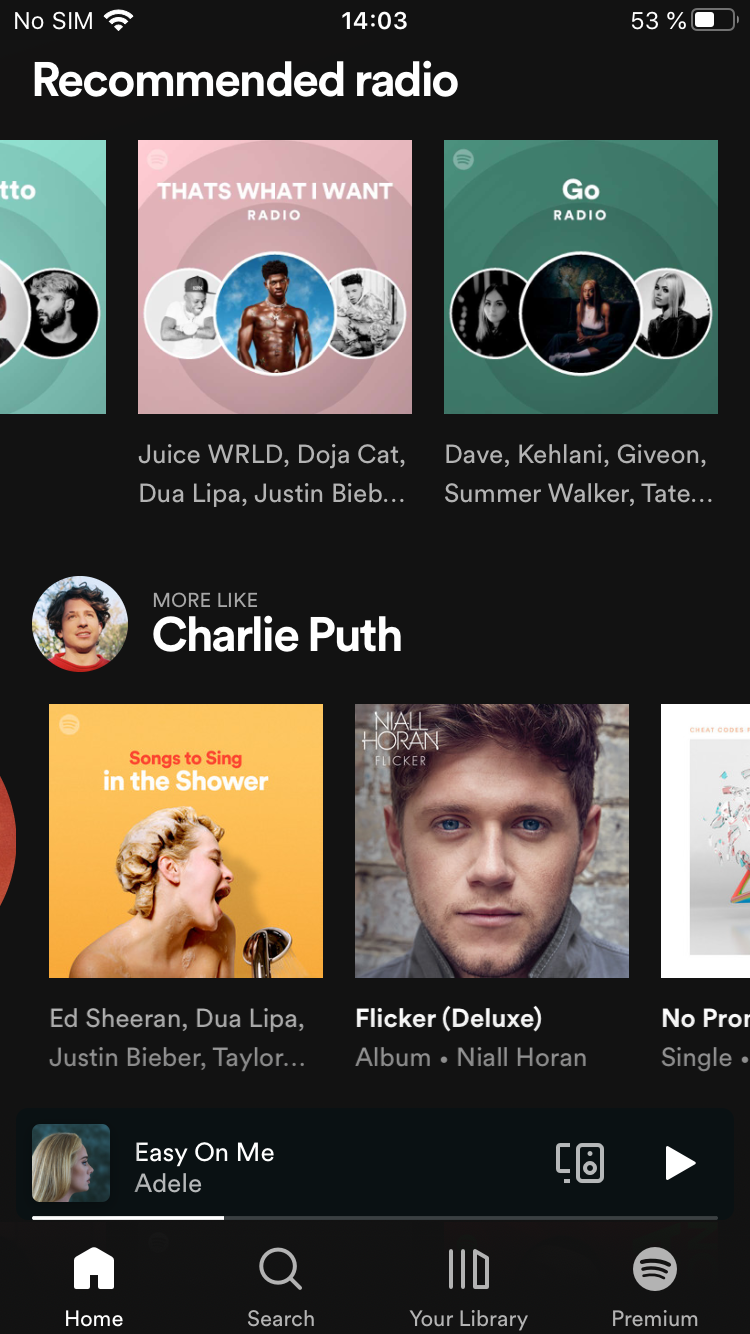 No SIM 14:03 53 %
Recommended radio
tto
THATS WHAT I WANT
RADIO
Go
RADIO
Juice WRLD, Doja Cat,
Dua Lipa, Justin Bieb...
Dave, Kehlani, Giveon,
Summer Walker, Tate...
MORE LIKE
Charlie Puth
Songs to Sing
in the Shower
NIALL
HORAN
FLICKER
CHEAT CODES
Ed Sheeran, Dua Lipa,
Justin Bieber, Taylor...
Flicker (Deluxe)
Album • Niall Horan
No Pror
Single •
Easy On Me
Adele
Home
Search
Your Library
Premium